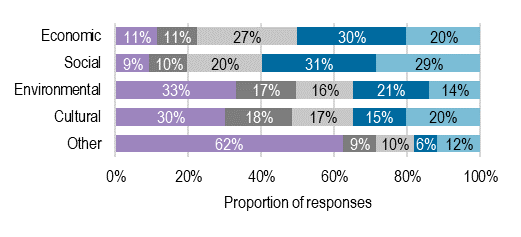 Economic 11% 11% 27% 30% 20%
Social 9% 10% 20% 31% 29%
Environmental 33% 17% 16% 21% 14%
Cultural 30% 18% 17% 15% 20%
Other 62% 9% 10% 6% 12%
0% 20% 40% 60% 80% 100%
Proportion of responses